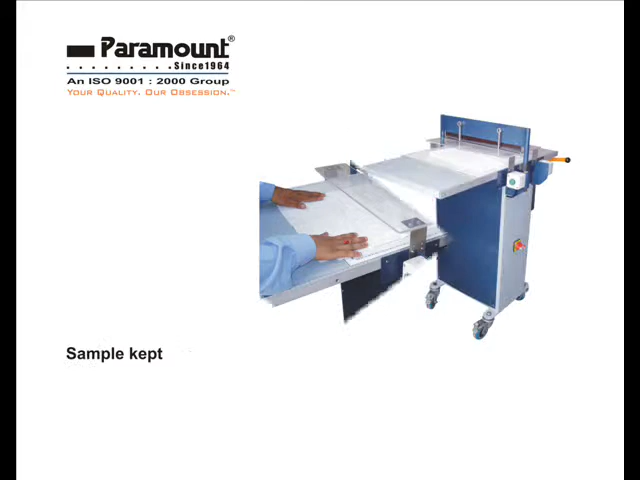 Paramount®
Since1964
An ISO 9001 : 2000 Group
YOUR QUALITY. OUR OBSESSION.™
Sample kept